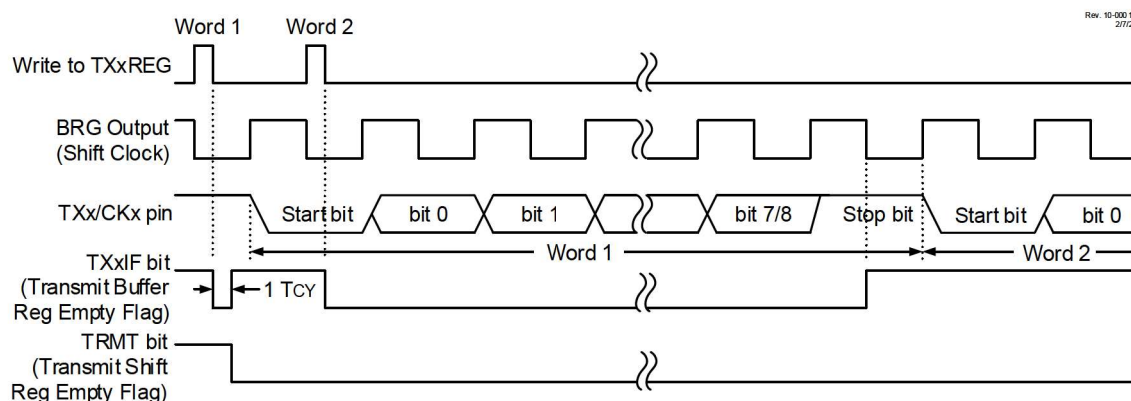 Word 1 Word 2
Write to TXxREG
BRG Output
(Shift Clock)
TXx/CKx pin
Start bit bit 0 bit 1 bit 7/8 Stop bit Start bit bit 0
Word 1 Word 2
TXxIF bit
(Transmit Buffer
Reg Empty Flag)
1 TCY
TRMT bit
(Transmit Shift
Reg Empty Flag)